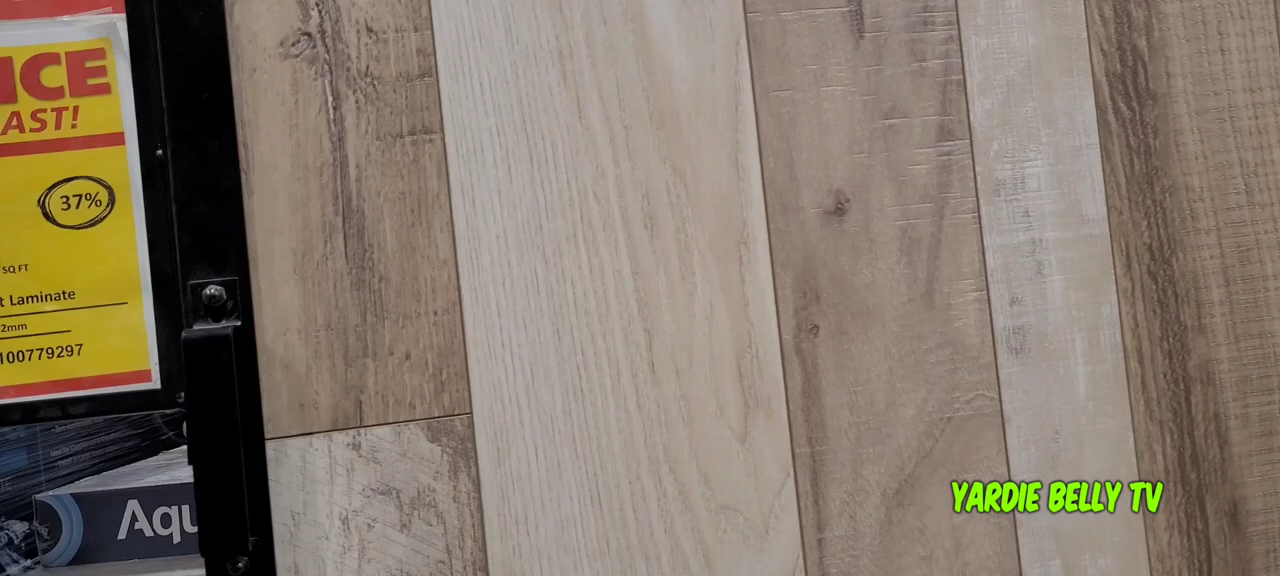 ICE
AST!
37%
SQ FT
t Laminate
2mm
100779297
Aqu
YARDIE BELLY TV